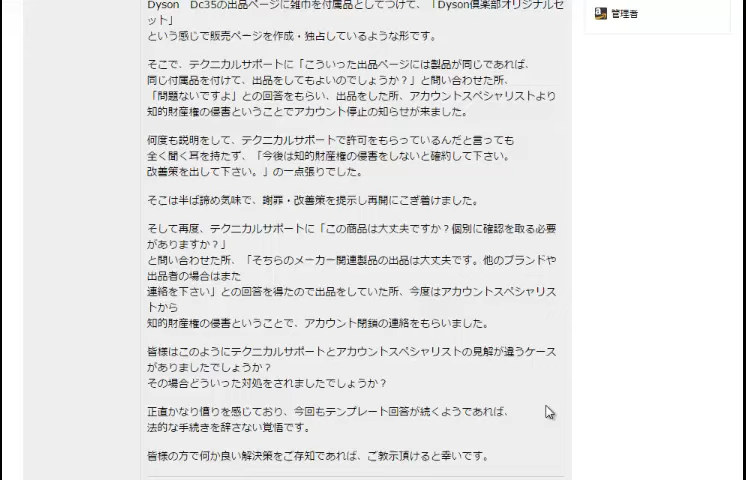 Dyson　Dc35の出品ページに雑巾を付属品としてつけて、「Dyson倶楽部オリジナルセ
ット」
という感じで販売ページを作成・独占しているような形です。
そこで、テクニカルサポートに「こういった出品ページには製品が同じであれば、
同じ付属品を付けて、出品をしてもよいのでしょうか？」と問い合わせた所、
「問題ないですよ」との回答をもらい、出品をした所、アカウントスペシャリストより
知的財産権の侵害ということでアカウント停止の知らせが来ました。
何度も説明をして、テクニカルサポートで許可をもらっているんだと言っても
全く聞く耳を持たず、「今後は知的財産権の侵害をしないと確約して下さい。
改善策を出して下さい。」の一点張りでした。
そこは半ば諦め気味で、謝罪・改善策を提示し再開にこぎ着けました。
そして再度、テクニカルサポートに「この商品は大丈夫ですか？個別に確認を取る必要
がありますか？」
と問い合わせた所、「そちらのメーカー関連製品の出品は大丈夫です。他のブランドや
出品者の場合はまた
連絡を下さい」との回答を得たので出品をしていた所、今度はアカウントスペシャリス
トから
知的財産権の侵害ということで、アカウント閉鎖の連絡をもらいました。
皆様はこのようにテクニカルサポートとアカウントスペシャリストの見解が違うケース
がありましたでしょうか？
その場合どういった対処をされましたでしょうか？
正直かなり憤りを感じており、今回もテンプレート回答が続くようであれば、
法的な手続きを辞さない覚悟です。
皆様の方で何か良い解決策をご存知であれば、ご教示頂けると幸いです。
管理者